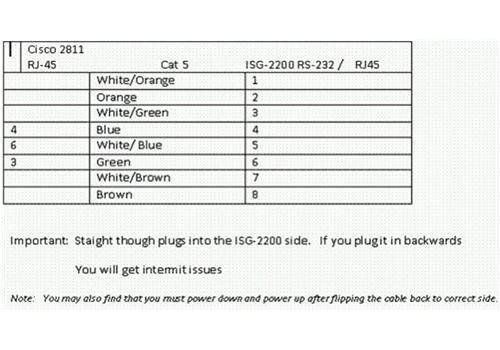 Cisco 2811
RJ-45 Cat 5 ISG-2200 RS-232 / RJ45
White/Orange 1
Orange 2
White/Green 3
4 Blue 4
6 White/ Blue 5
3 Green 6
White/Brown 7
Brown 8
Important: Staight though plugs into the ISG-2200 side. If you plug it in backwards
You will get intermit issues
Note: You may also find that you must power down and power up after flipping the cable back to correct side.